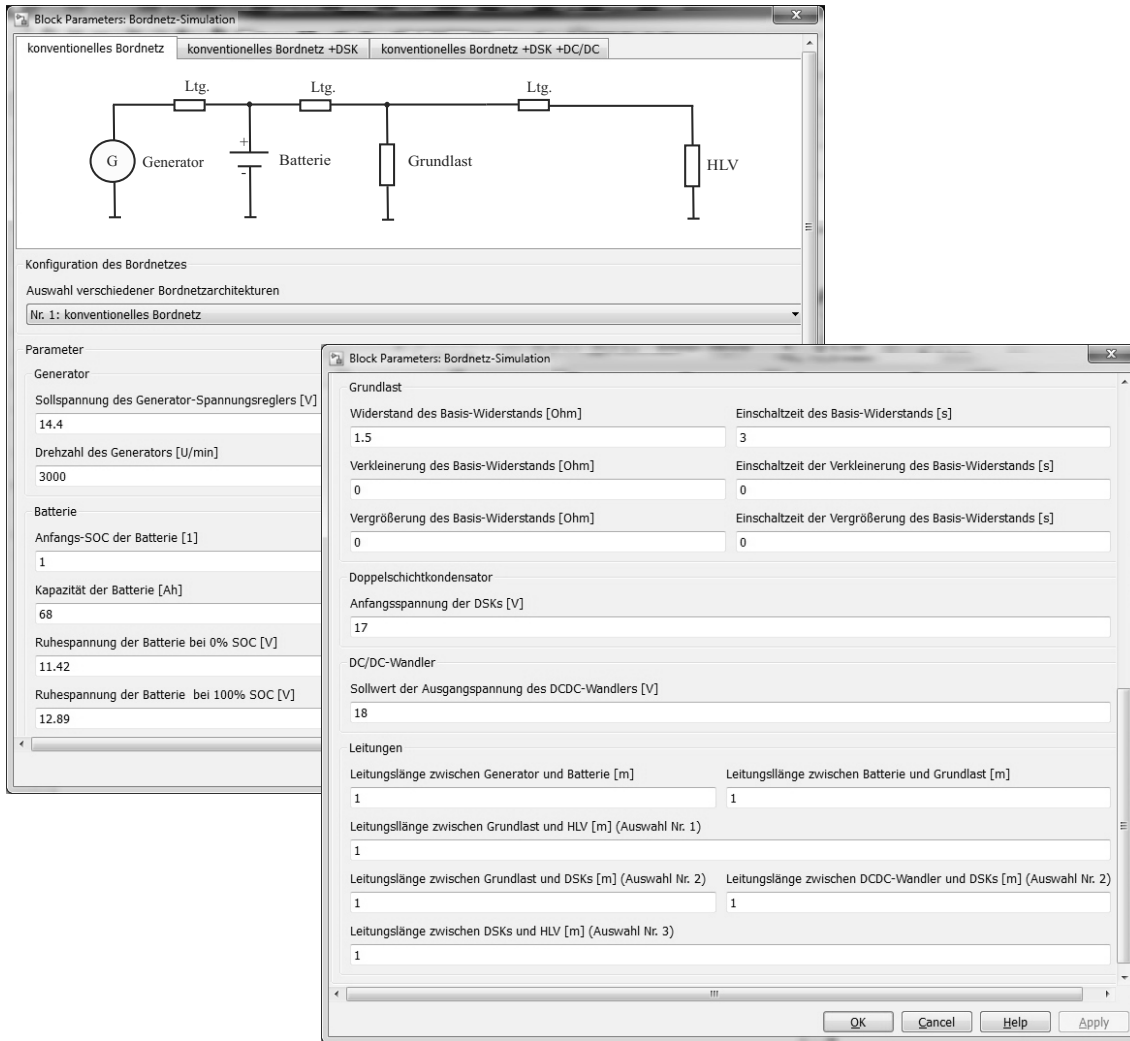 Block Parameters: Bordnetz-Simulation
konventionelles Bordnetz konventionelles Bordnetz +DSK konventionelles Bordnetz +DSK +DC/DC
Ltg. Ltg. Ltg.
G Generator + - Batterie Grundlast HLV
Konfiguration des Bordnetzes
Auswahl verschiedener Bordnetzarchitekturen
Nr. 1: konventionelles Bordnetz
Parameter
Generator
Sollspannung des Generator-Spannungsreglers [V]
14.4
Drehzahl des Generators [U/min]
3000
Batterie
Anfangs-SOC der Batterie [1]
1
Kapazität der Batterie [Ah]
68
Ruhespannung der Batterie bei 0% SOC [V]
11.42
Ruhespannung der Batterie bei 100% SOC [V]
12.89
Block Parameters: Bordnetz-Simulation
Grundlast
Widerstand des Basis-Widerstands [Ohm] Einschaltzeit des Basis-Widerstands [s]
1.5 3
Verkleinerung des Basis-Widerstands [Ohm] Einschaltzeit der Verkleinerung des Basis-Widerstands [s]
0 0
Vergrößerung des Basis-Widerstands [Ohm] Einschaltzeit der Vergrößerung des Basis-Widerstands [s]
0 0
Doppelschichtkondensator
Anfangsspannung der DSKs [V]
17
DC/DC-Wandler
Sollwert der Ausgangspannung des DCDC-Wandlers [V]
18
Leitungen
Leitungslänge zwischen Generator und Batterie [m] Leitungsllänge zwischen Batterie und Grundlast [m]
1 1
Leitungsllänge zwischen Grundlast und HLV [m] (Auswahl Nr. 1)
1
Leitungslänge zwischen Grundlast und DSKs [m] (Auswahl Nr. 2) Leitungslänge zwischen DCDC-Wandler und DSKs [m] (Auswahl Nr. 2)
1 1
Leitungslänge zwischen DSKs und HLV [m] (Auswahl Nr. 3)
1
OK Cancel Help Apply